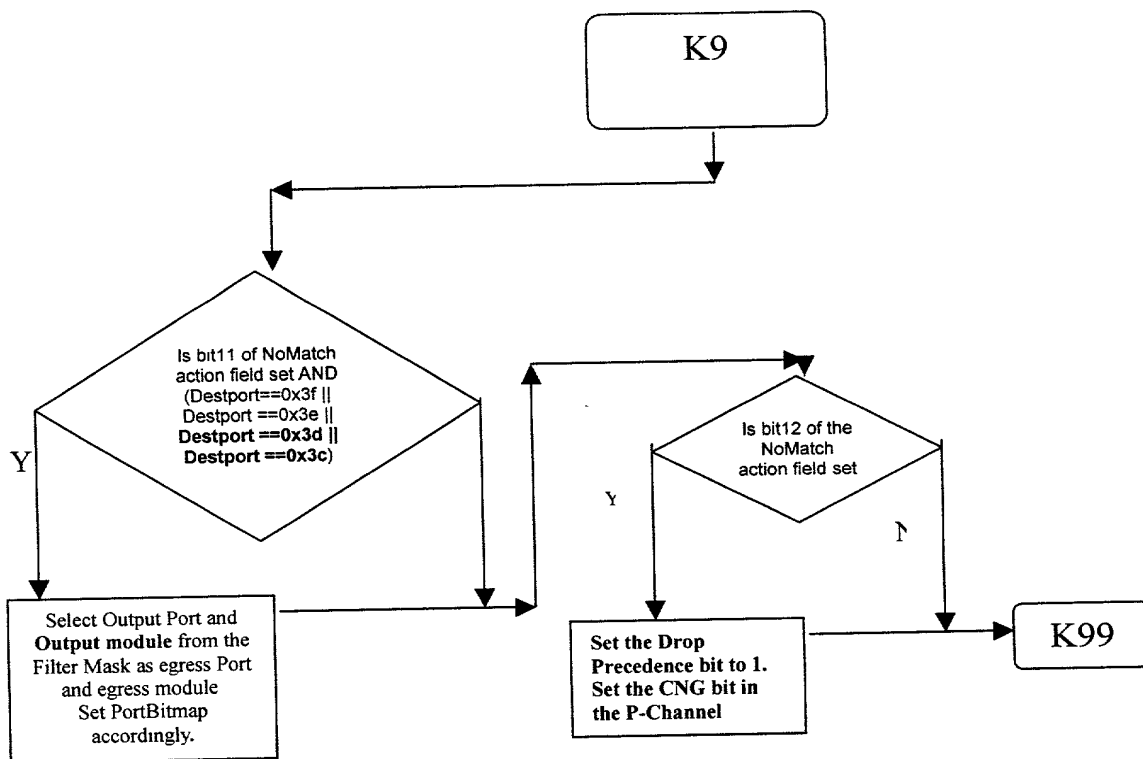 K9
Is bit11 of NoMatch
action field set AND
(Destport==0x3f ||
Destport ==0x3e ||
Destport ==0x3d ||
Destport ==0x3c)
Y
Select Output Port and
Output module from the
Filter Mask as egress Port
and egress module
Set PortBitmap
accordingly.
Is bit12 of the
NoMatch
action field set
Y
Set the Drop
Precedence bit to 1.
Set the CNG bit in
the P-Channel
K99